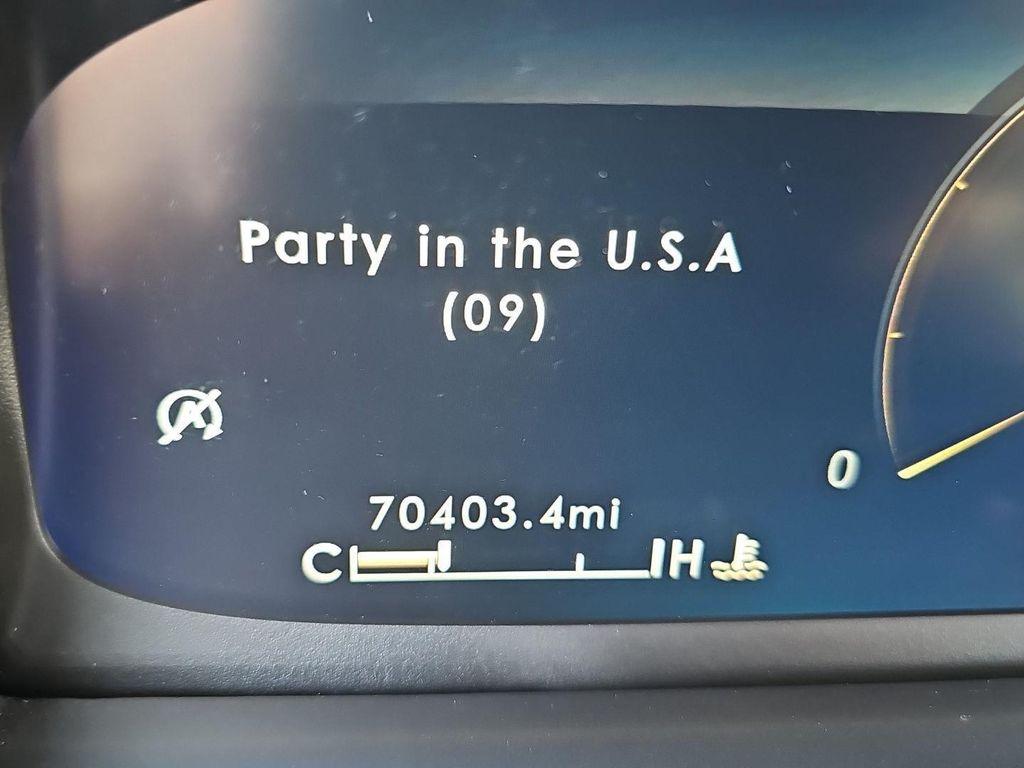 Party in the U.S.A
(09)
A
0
70403.4mi
C H